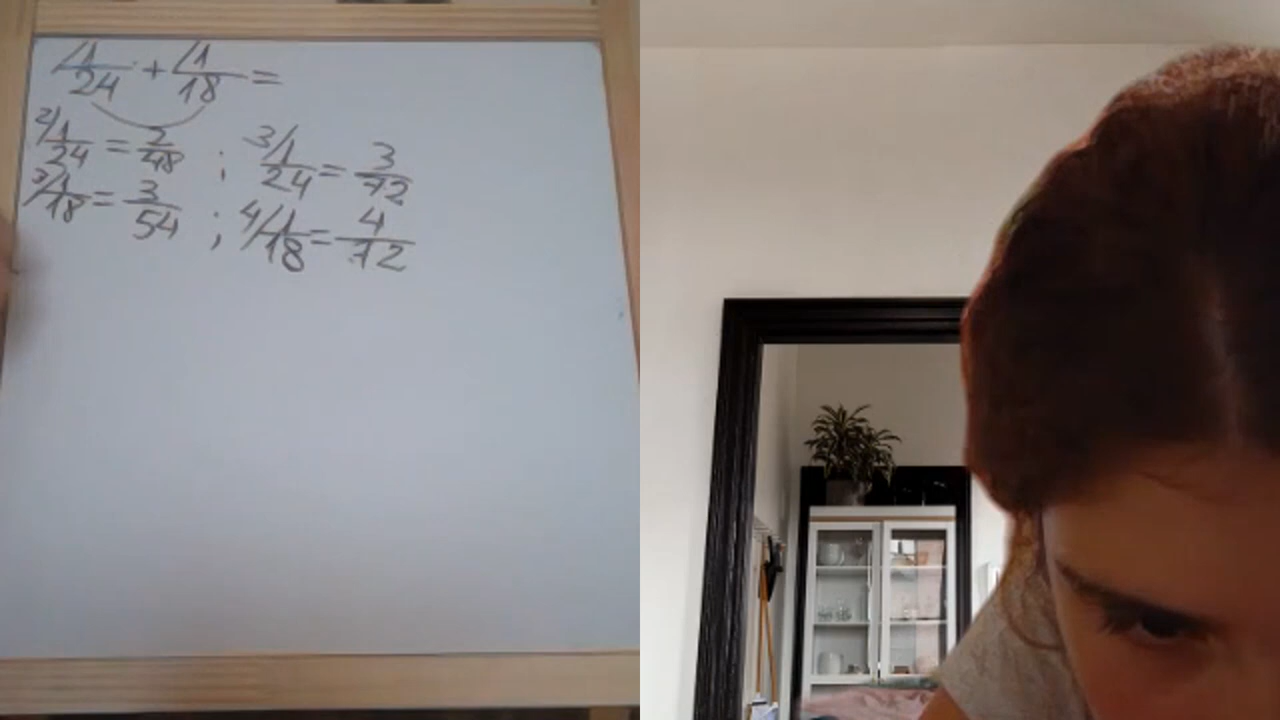 1/24 + 1/18 =
2/ 1/24 = 2/48 ; 3/ 1/24 = 3/72
3/ 1/18 = 3/54 ; 4/ 1/18 = 4/72